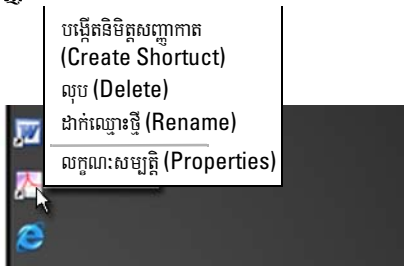 បង្កើតនិមិត្តសញ្ញាកាត
(Create Shortuct)
លុប (Delete)
ដាក់ឈ្មោះថ្មី (Rename)
លក្ខណៈសម្បត្តិ (Properties)